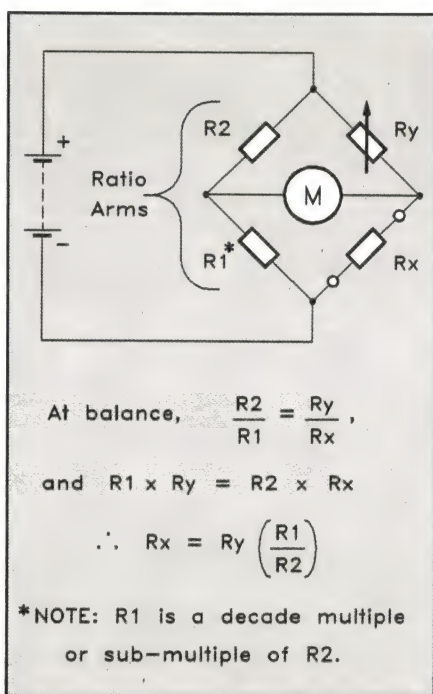 +
R2
Ry
Ratio
Arms
M
−
R1*
Rx
At balance, R2/R1 = Ry/Rx ,
and R1 x Ry = R2 x Rx
∴ Rx = Ry (R1/R2)
*NOTE: R1 is a decade multiple
or sub-multiple of R2.